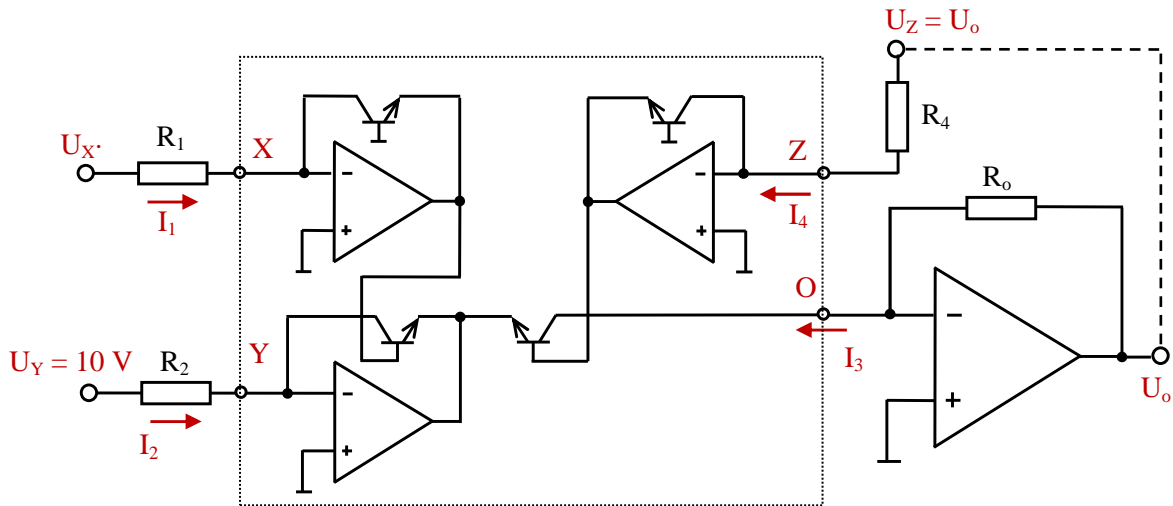 U_Z = U_o
R_4
R_1
U_X·
X
Z
I_1
I_4
R_o
−
+
−
+
O
I_3
−
+
U_o
U_Y = 10 V
R_2
Y
I_2
−
+